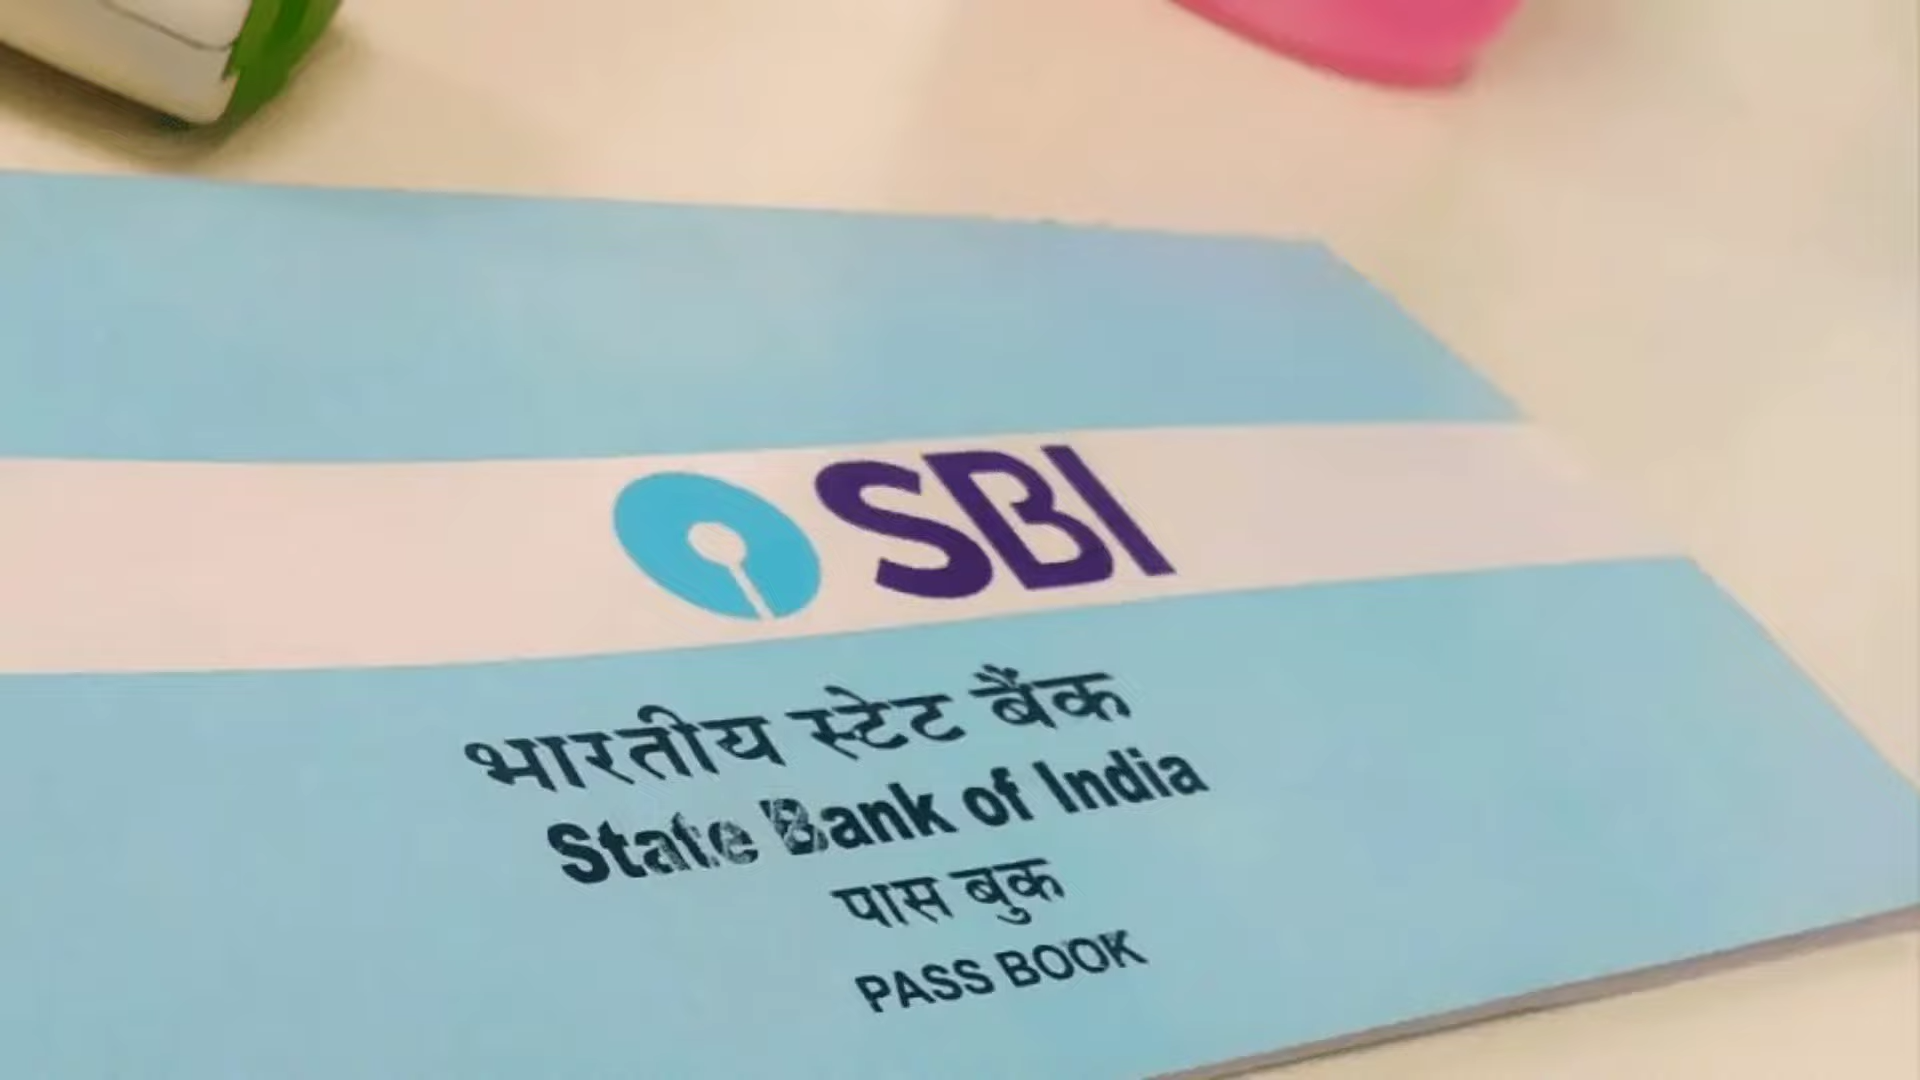 SBI
भारतीय स्टेट बैंक
State Bank of India
पास बुक
PASS BOOK